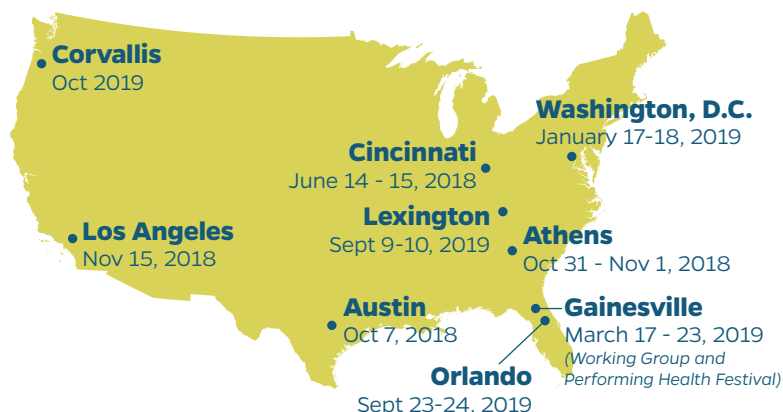 Corvallis
Oct 2019
Washington, D.C.
January 17-18, 2019
Cincinnati
June 14 - 15, 2018
Lexington
Sept 9-10, 2019
Los Angeles
Nov 15, 2018
Athens
Oct 31 - Nov 1, 2018
Austin
Oct 7, 2018
Gainesville
March 17 - 23, 2019
(Working Group and
Performing Health Festival)
Orlando
Sept 23-24, 2019